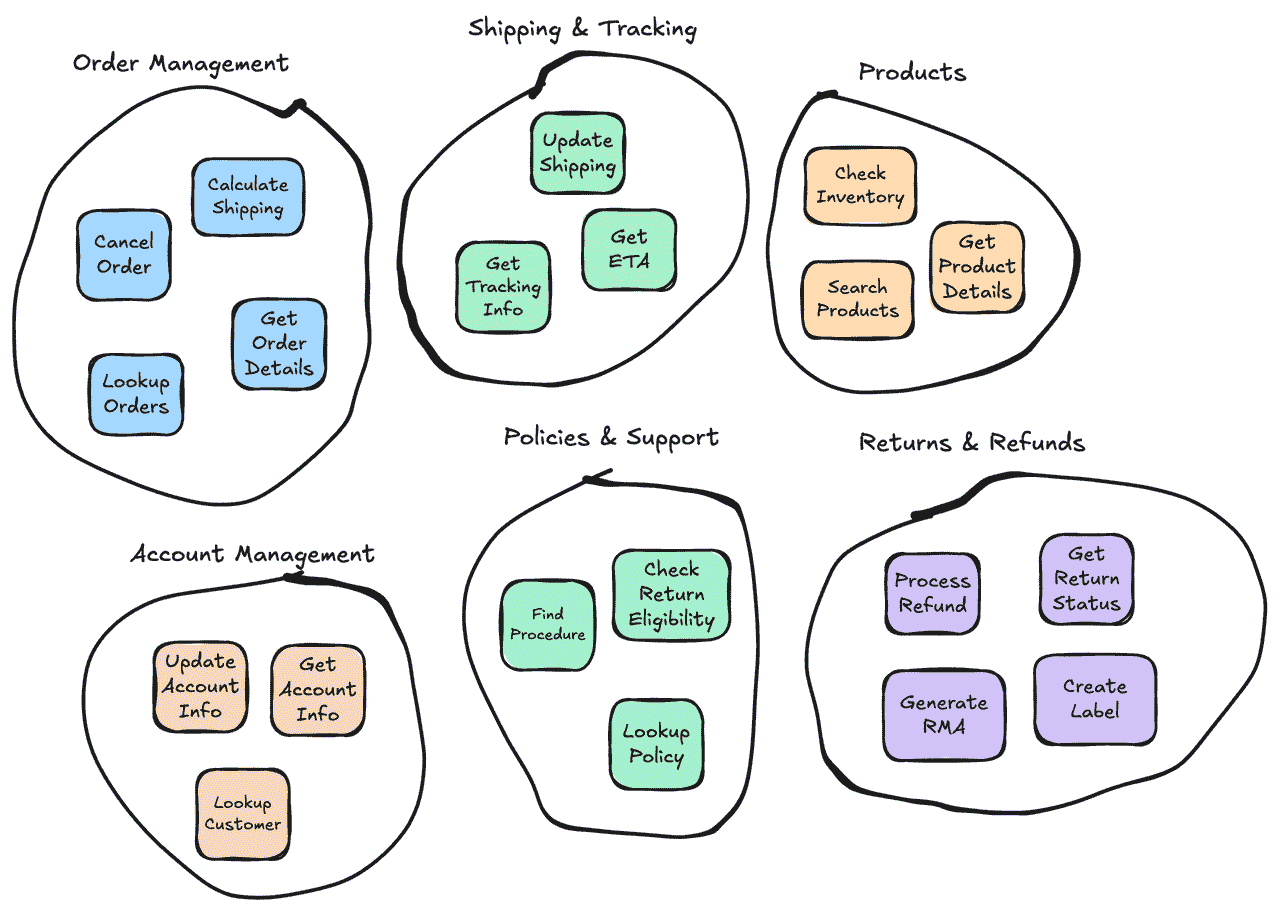 Shipping & Tracking
Order Management
Products
Update
Shipping
Check
Inventory
Calculate
Shipping
Cancel
Order
Get
ETA
Get
Product
Details
Get
Tracking
Info
Search
Products
Get
Order
Details
Lookup
Orders
Policies & Support
Returns & Refunds
Account Management
Check
Return
Eligibility
Find
Procedure
Lookup
Policy
Process
Refund
Get
Return
Status
Generate
RMA
Create
Label
Update
Account
Info
Get
Account
Info
Lookup
Customer